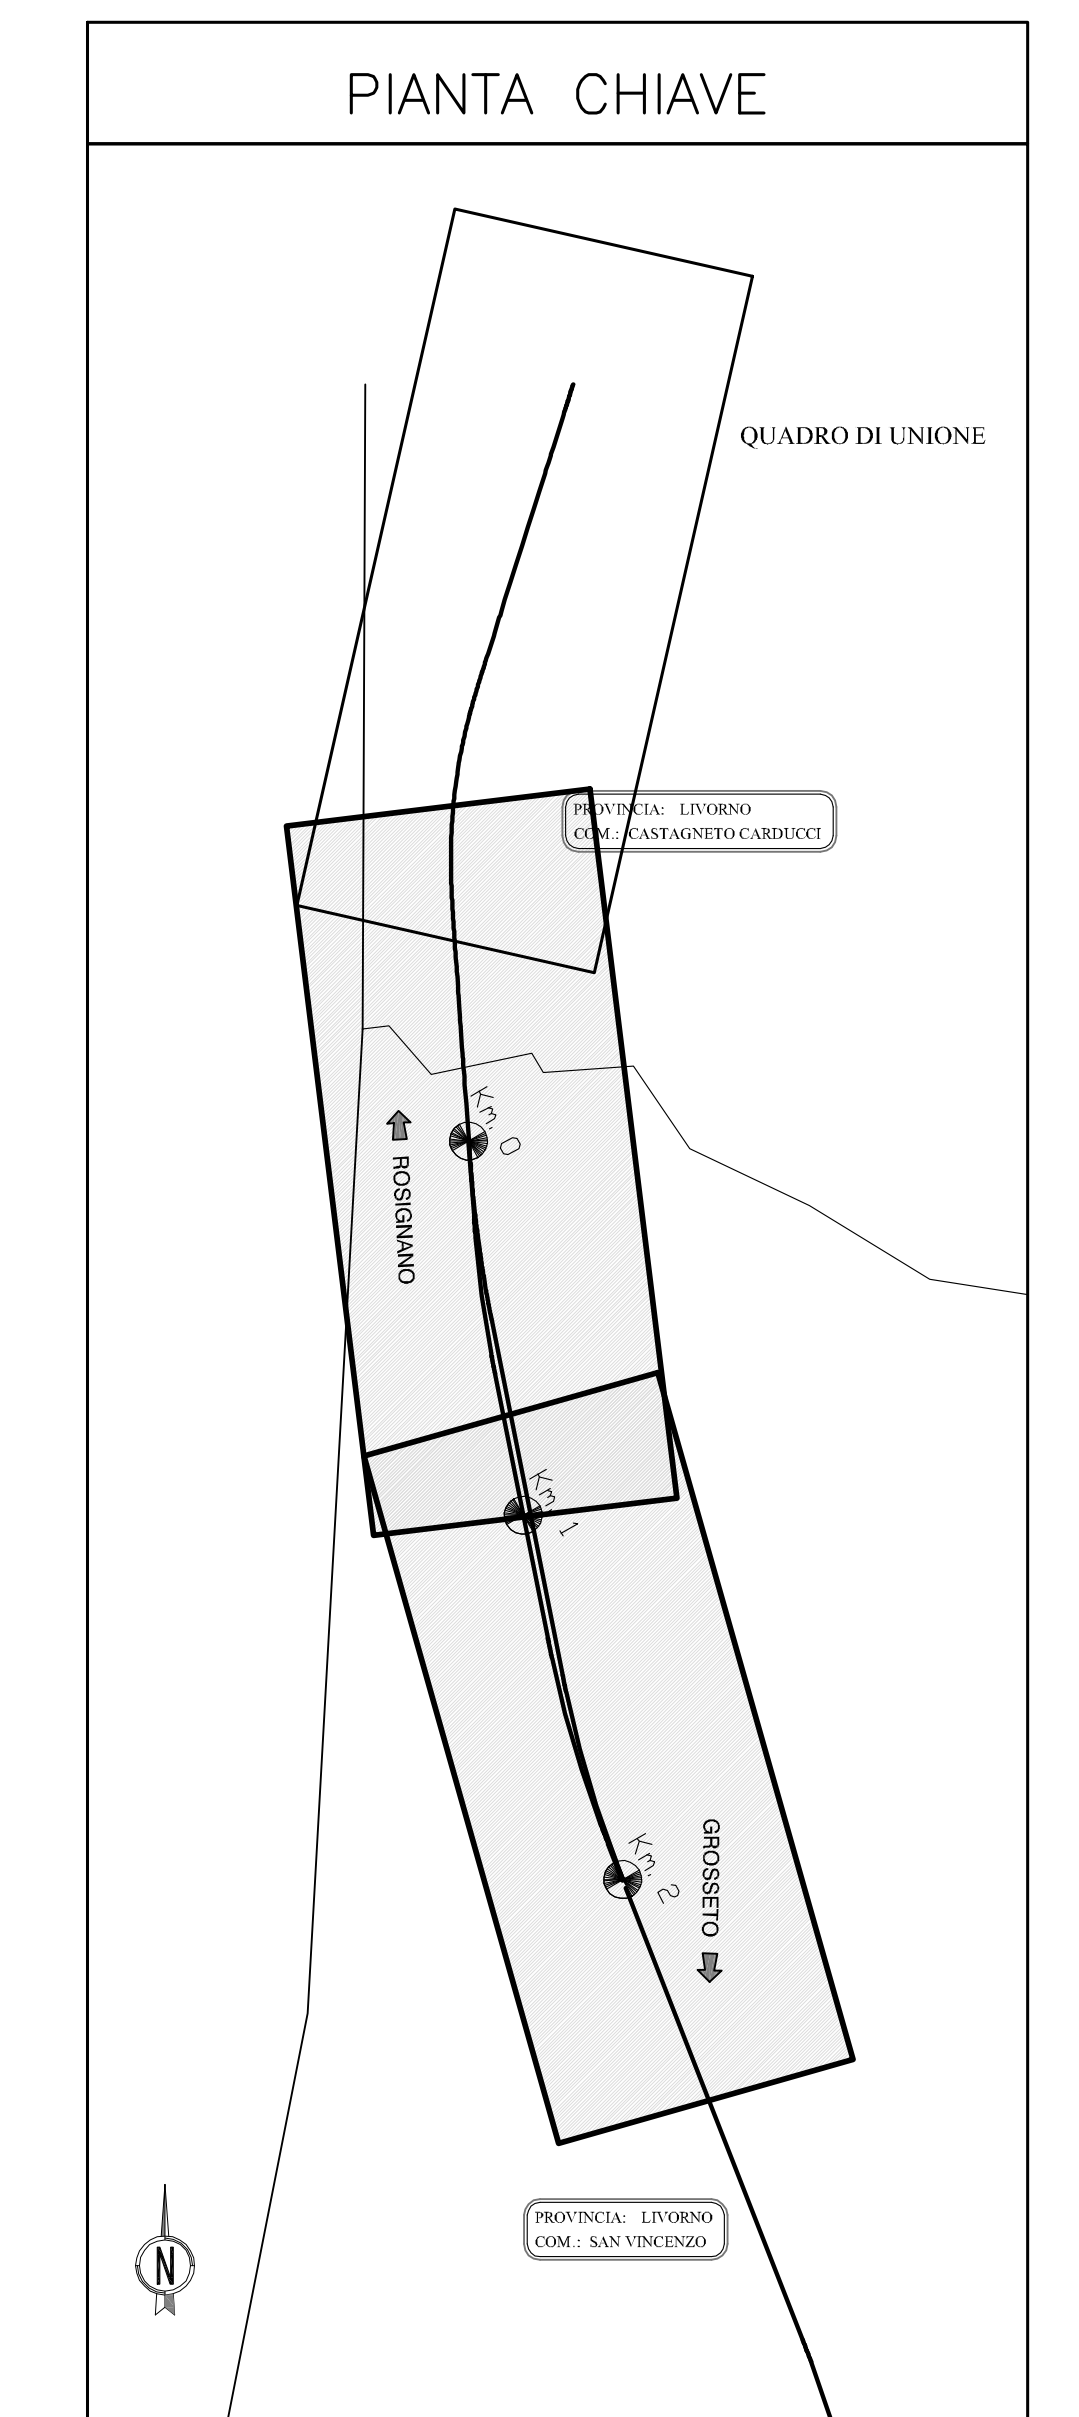 PIANTA CHIAVE
QUADRO DI UNIONE
PROVINCIA: LIVORNO
COM.: CASTAGNETO CARDUCCI
Km. 0
ROSIGNANO
Km. 1
Km. 2
GROSSETO
PROVINCIA: LIVORNO
COM.: SAN VINCENZO
N